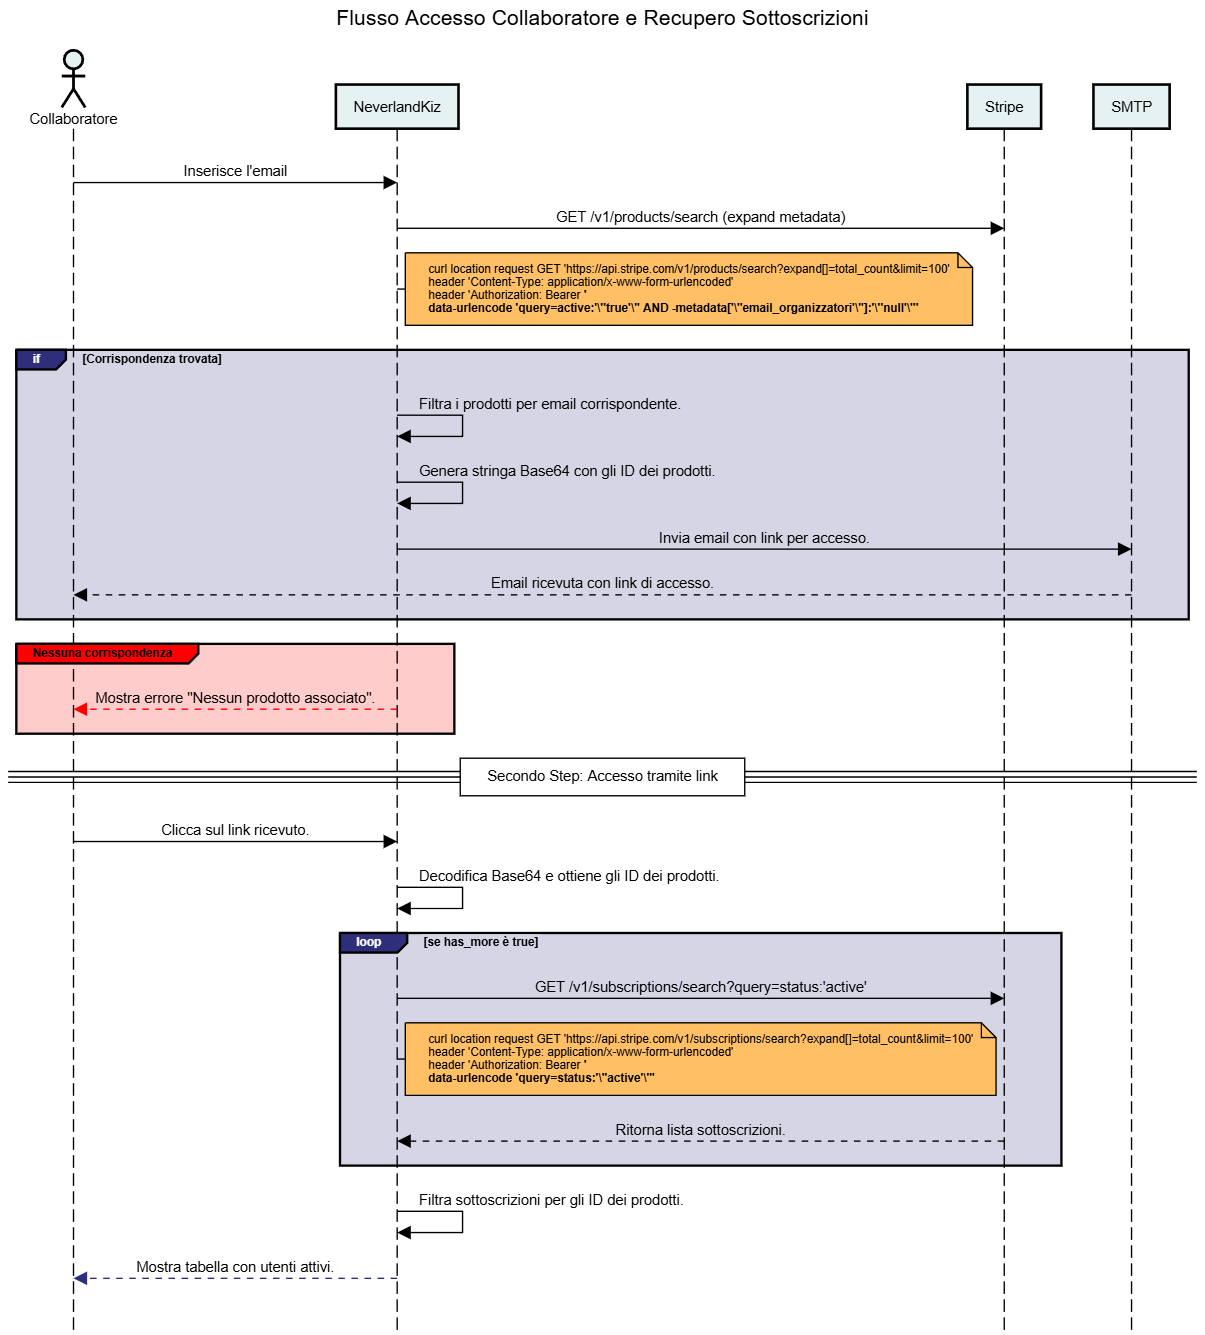 Flusso Accesso Collaboratore e Recupero Sottoscrizioni
Collaboratore
NeverlandKiz
Stripe
SMTP
Inserisce l'email
GET /v1/products/search (expand metadata)
curl location request GET 'https://api.stripe.com/v1/products/search?expand[]=total_count&limit=100'
header 'Content-Type: application/x-www-form-urlencoded'
header 'Authorization: Bearer '
data-urlencode 'query=active:'\"true'\" AND -metadata['\"email_organizzatori'\"]:'\"null'\"'
if
[Corrispondenza trovata]
Filtra i prodotti per email corrispondente.
Genera stringa Base64 con gli ID dei prodotti.
Invia email con link per accesso.
Email ricevuta con link di accesso.
Nessuna corrispondenza
Mostra errore "Nessun prodotto associato".
Secondo Step: Accesso tramite link
Clicca sul link ricevuto.
Decodifica Base64 e ottiene gli ID dei prodotti.
loop
[se has_more è true]
GET /v1/subscriptions/search?query=status:'active'
curl location request GET 'https://api.stripe.com/v1/subscriptions/search?expand[]=total_count&limit=100'
header 'Content-Type: application/x-www-form-urlencoded'
header 'Authorization: Bearer '
data-urlencode 'query=status:'\"active'\"'
Ritorna lista sottoscrizioni.
Filtra sottoscrizioni per gli ID dei prodotti.
Mostra tabella con utenti attivi.